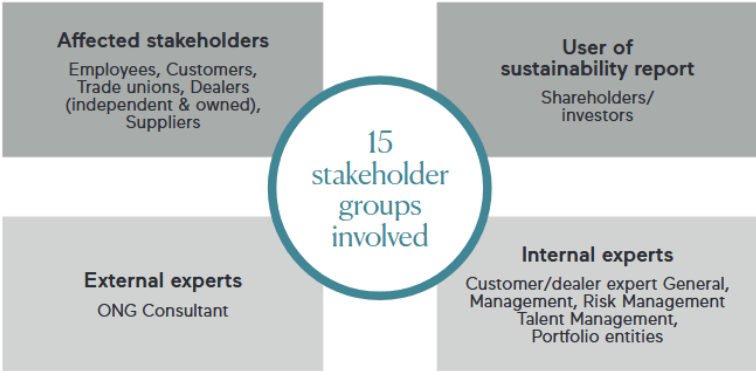 Affected stakeholders
Employees, Customers,
Trade unions, Dealers
(independent & owned),
Suppliers
User of
sustainability report
Shareholders/
investors
15
stakeholder
groups
involved
External experts
ONG Consultant
Internal experts
Customer/dealer expert General,
Management, Risk Management
Talent Management,
Portfolio entities